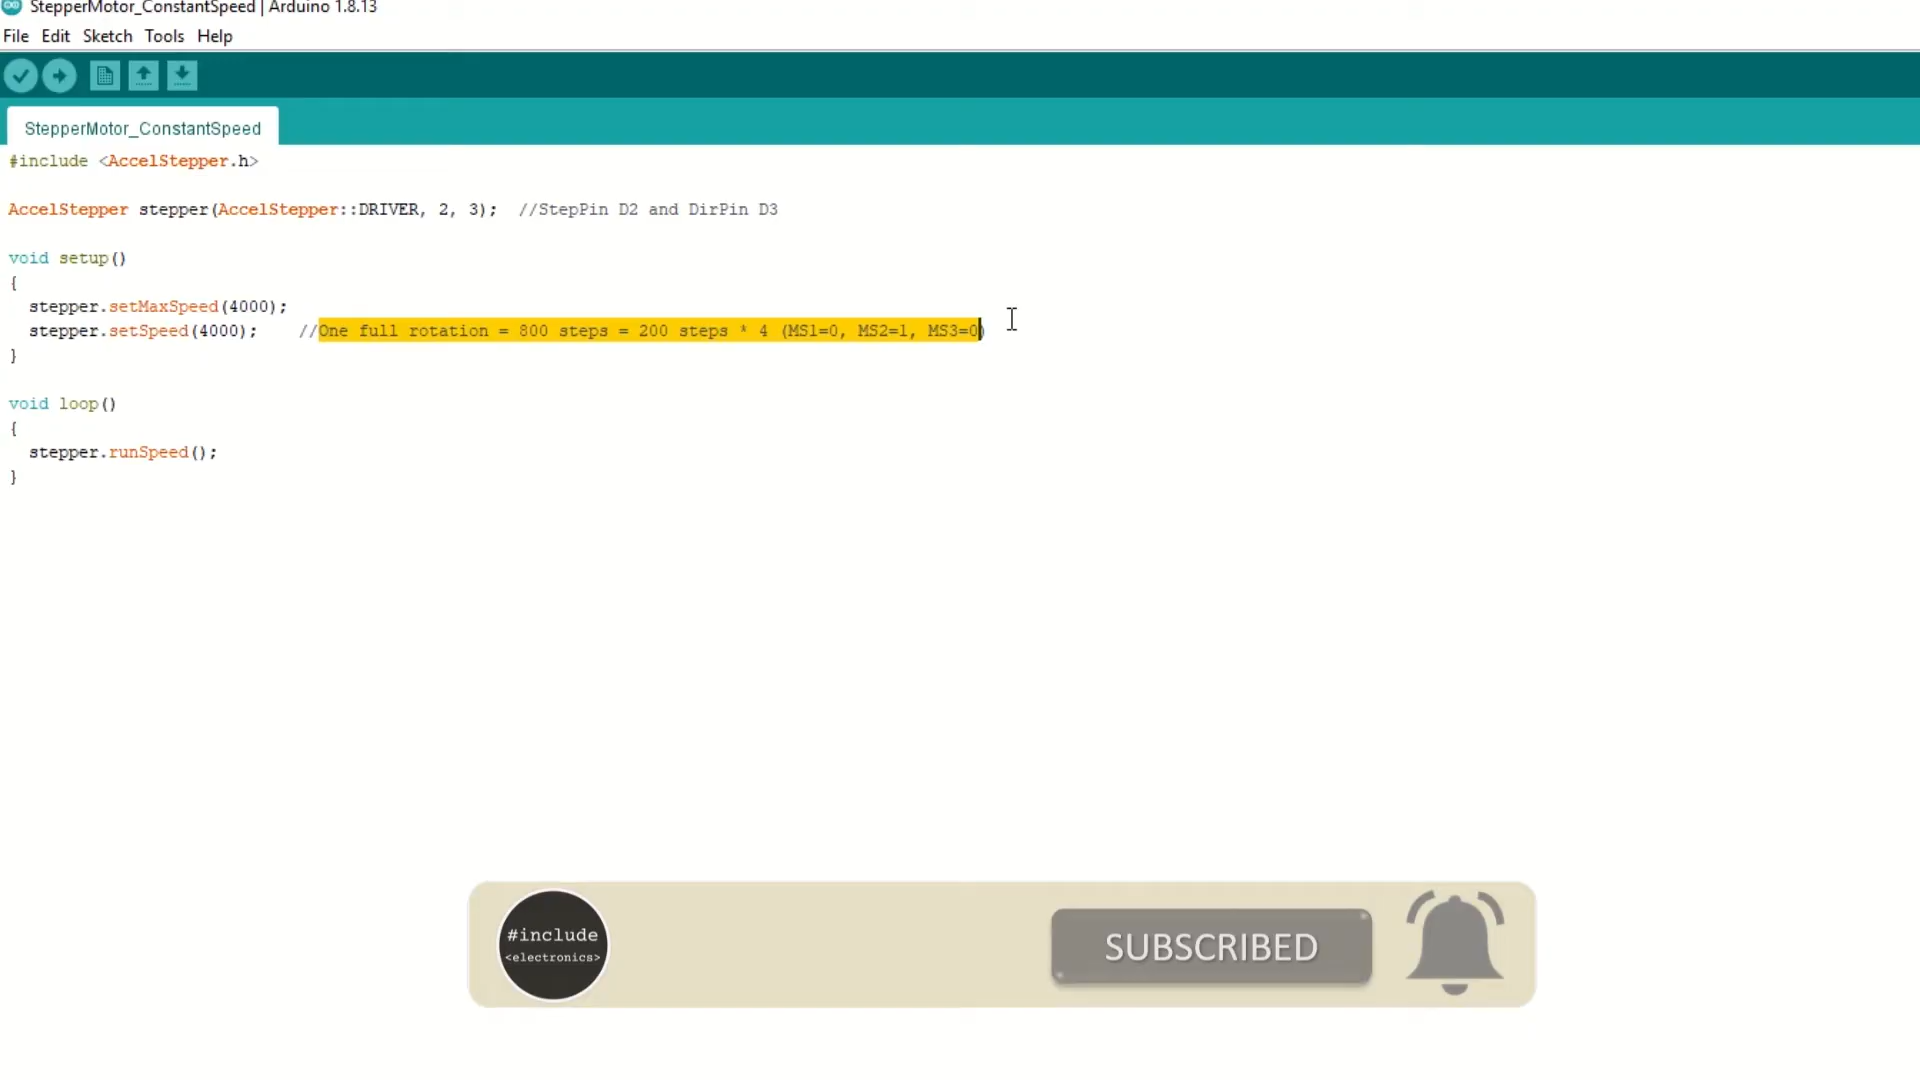 StepperMotor_ConstantSpeed | Arduino 1.8.13
File Edit Sketch Tools Help
StepperMotor_ConstantSpeed
#include <AccelStepper.h>
AccelStepper stepper(AccelStepper::DRIVER, 2, 3);  //StepPin D2 and DirPin D3
void setup()
{
  stepper.setMaxSpeed(4000);
  stepper.setSpeed(4000);    //One full rotation = 800 steps = 200 steps * 4 (MS1=0, MS2=1, MS3=0)
}
void loop()
{
  stepper.runSpeed();
}
#include
<electronics>
SUBSCRIBED